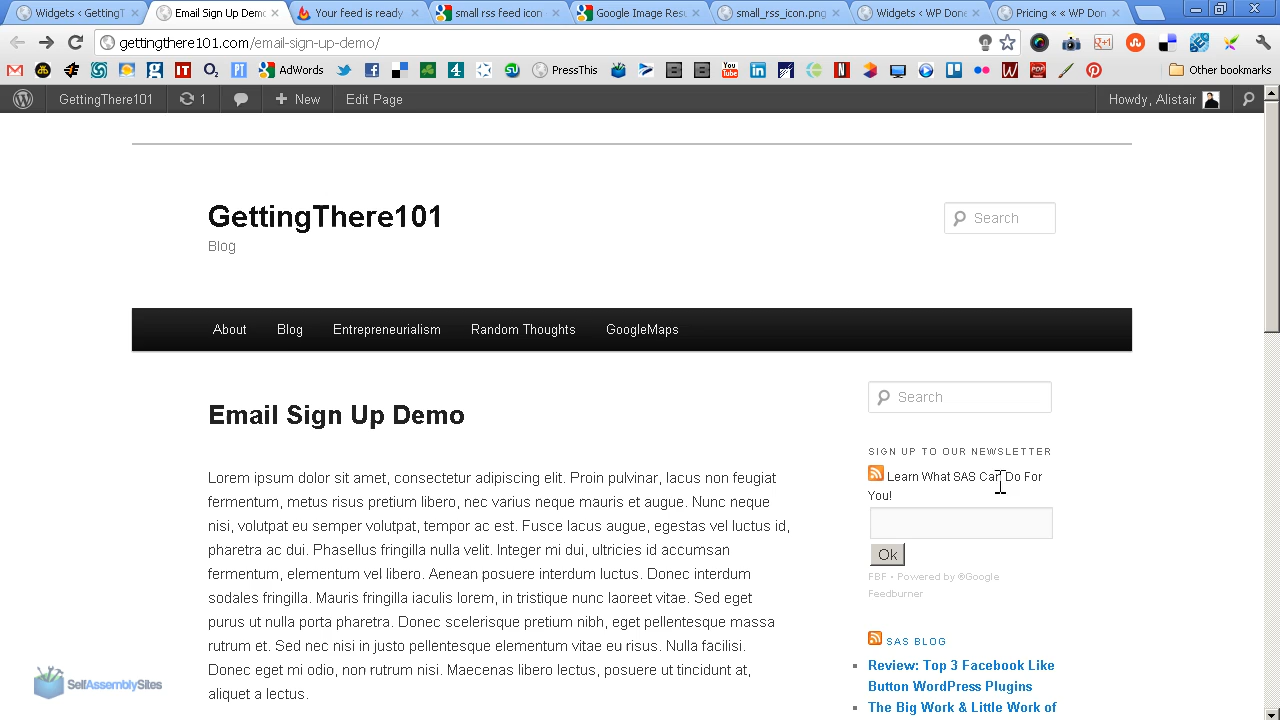 Widgets ‹ GettingT
Email Sign Up Demo
Your feed is ready
small rss feed icon
Google Image Resu
small_rss_icon.png
Widgets ‹ WP Done
Pricing « « WP Don
gettingthere101.com/email-sign-up-demo/
AdWords
PressThis
Other bookmarks
GettingThere101
1
New
Edit Page
Howdy, Alistair
GettingThere101
Search
Blog
About
Blog
Entrepreneurialism
Random Thoughts
GoogleMaps
Search
Email Sign Up Demo
SIGN UP TO OUR NEWSLETTER
Learn What SAS Can Do For
You!
Ok
FBF - Powered by ®Google
Feedburner
Lorem ipsum dolor sit amet, consectetur adipiscing elit. Proin pulvinar, lacus non feugiat
fermentum, metus risus pretium libero, nec varius neque mauris et augue. Nunc neque
nisi, volutpat eu semper volutpat, tempor ac est. Fusce lacus augue, egestas vel luctus id,
pharetra ac dui. Phasellus fringilla nulla velit. Integer mi dui, ultricies id accumsan
fermentum, elementum vel libero. Aenean posuere interdum luctus. Donec interdum
sodales fringilla. Mauris fringilla iaculis lorem, in tristique nunc laoreet vitae. Sed eget
purus ut nulla porta pharetra. Donec scelerisque pretium nibh, eget pellentesque massa
rutrum et. Sed nec nisi in justo pellentesque elementum vitae eu risus. Nulla facilisi.
Donec eget mi odio, non rutrum nisi. Maecenas libero lectus, posuere ut tincidunt at,
aliquet a lectus.
SAS BLOG
Review: Top 3 Facebook Like
Button WordPress Plugins
The Big Work & Little Work of
SelfAssemblySites